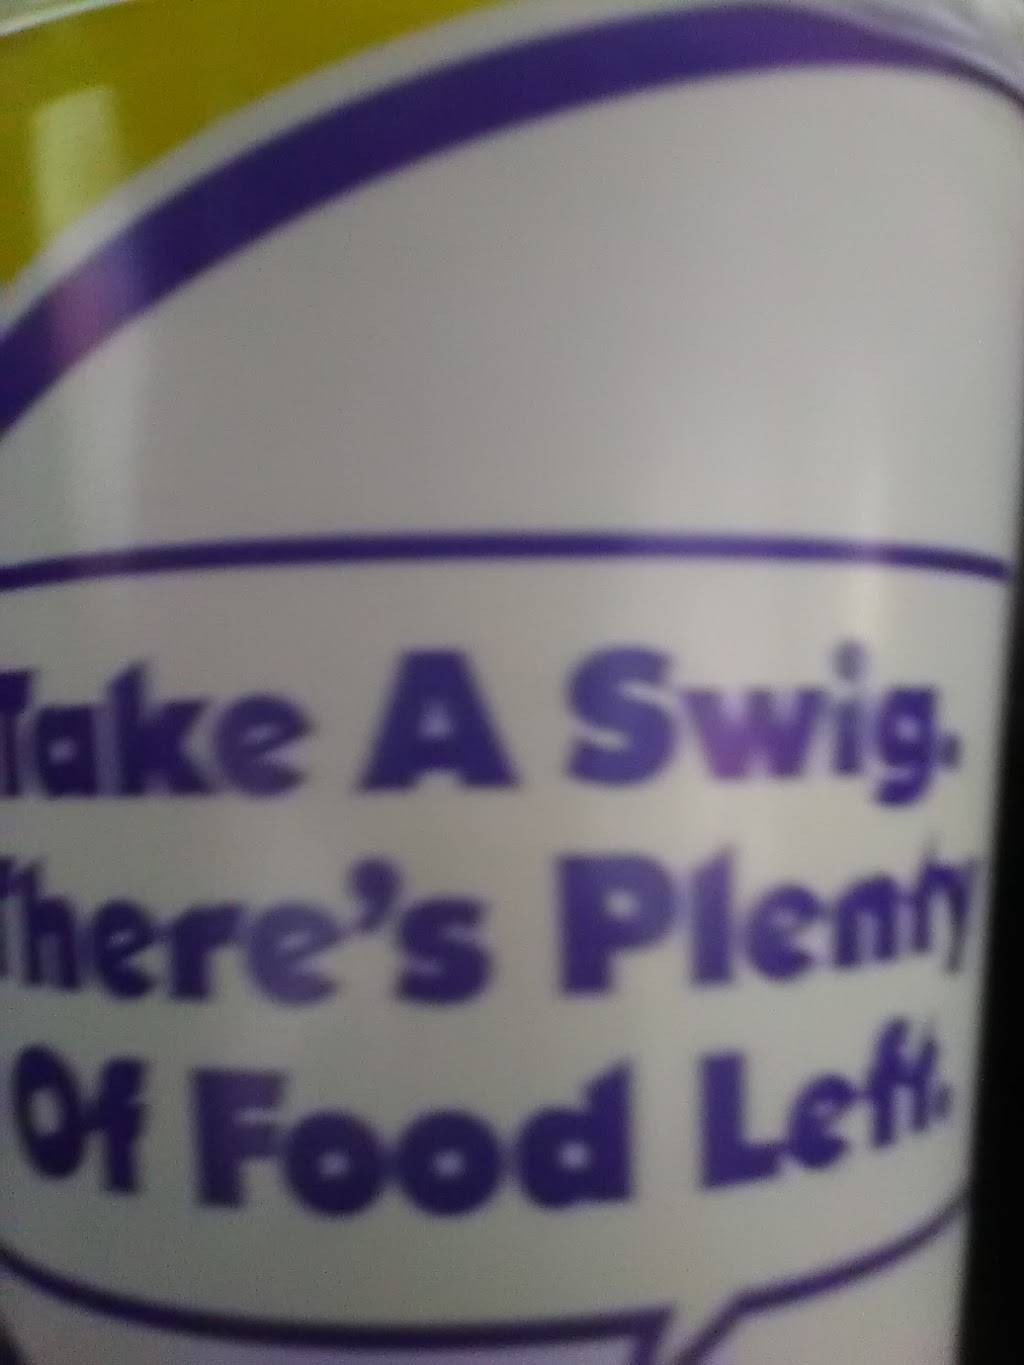 Take A Swig.
There's Plenty
Of Food Left.